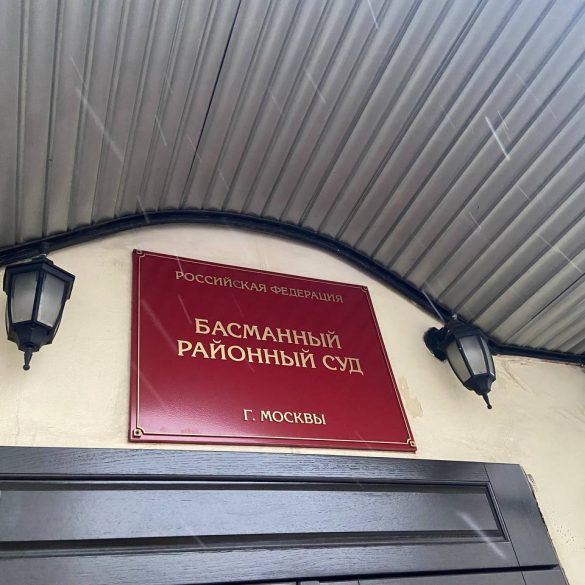 РОССИЙСКАЯ ФЕДЕРАЦИЯ
БАСМАННЫЙ
РАЙОННЫЙ СУД
Г. МОСКВЫ